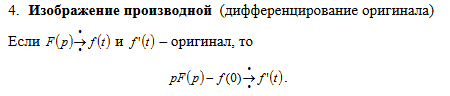 4. Изображение производной (дифференцирование оригинала)
Если F(p) →̣̇ f(t) и f'(t) – оригинал, то
pF(p) – f(0) →̣̇ f'(t).